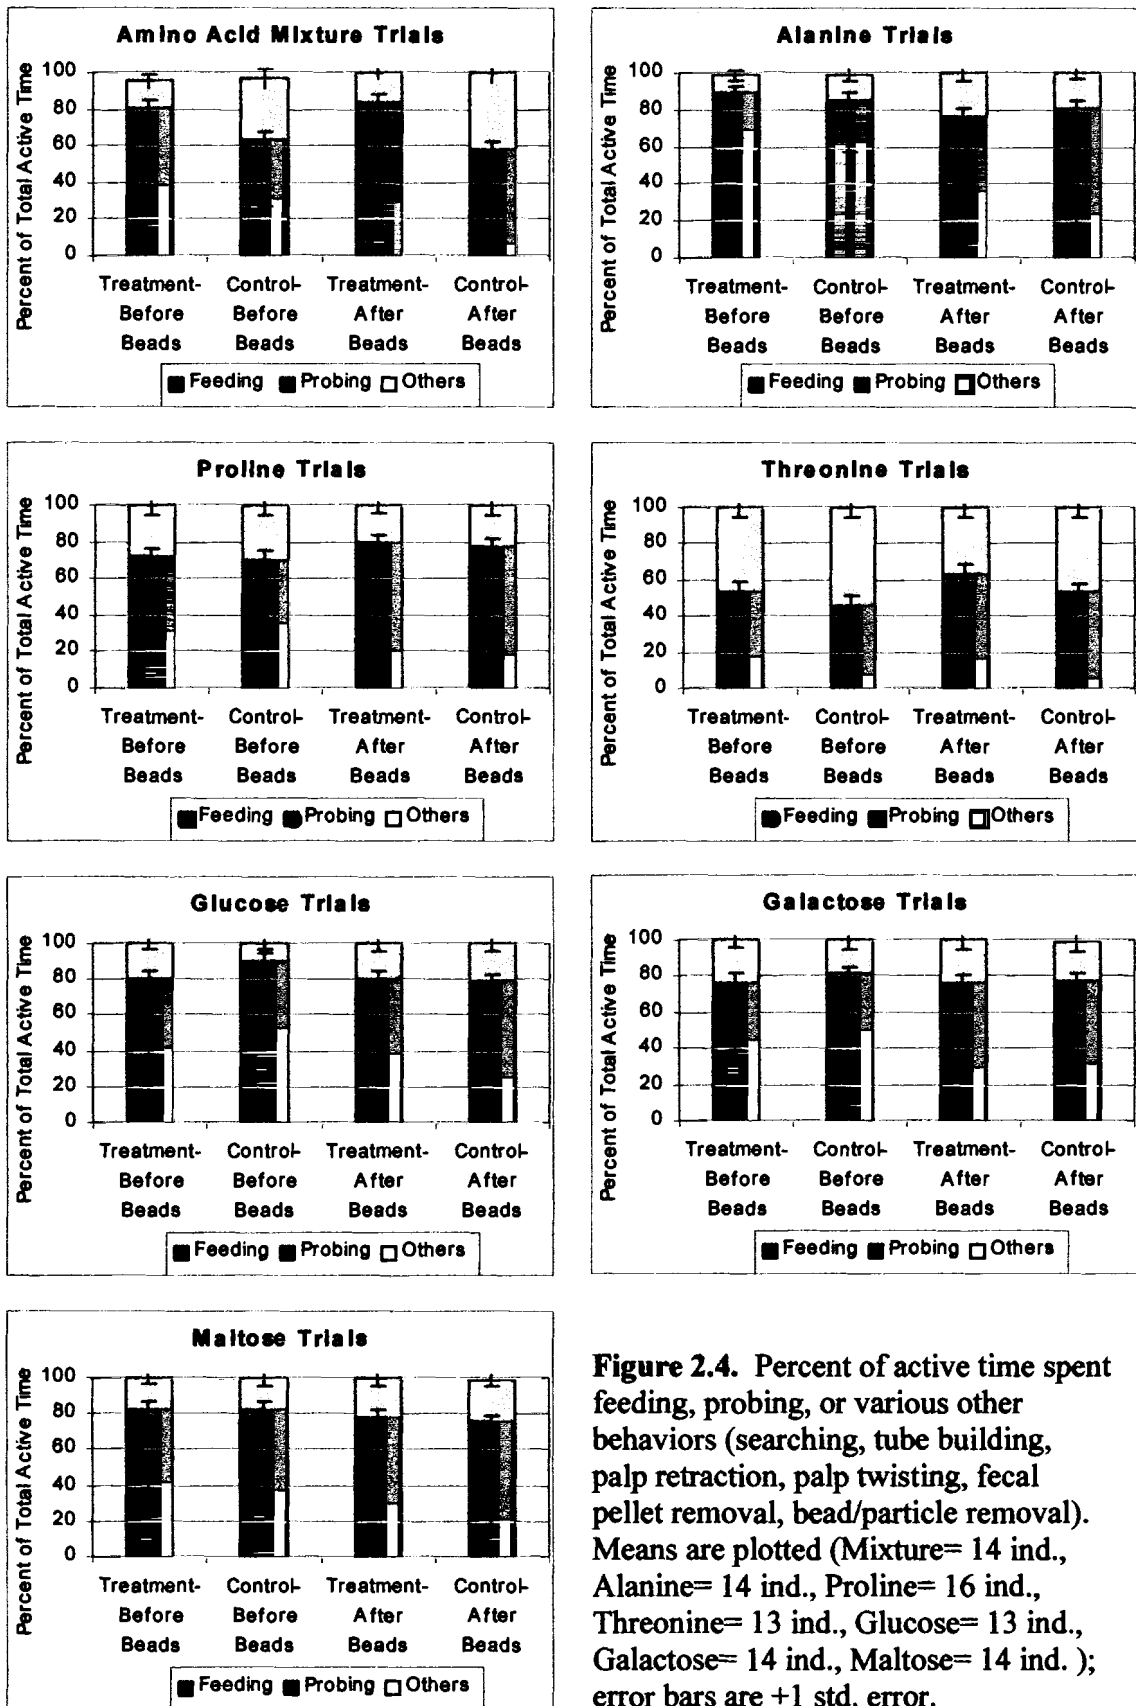 Amino Acid Mixture Trials
Percent of Total Active Time
100
80
60
40
20
0
Treatment- Control- Treatment- Control-
Before Before After After
Beads Beads Beads Beads
Feeding Probing Others
Alanine Trials
Percent of Total Active Time
100
80
60
40
20
0
Treatment- Control- Treatment- Control-
Before Before After After
Beads Beads Beads Beads
Feeding Probing Others
Proline Trials
Percent of Total Active Time
100
80
60
40
20
0
Treatment- Control- Treatment- Control-
Before Before After After
Beads Beads Beads Beads
Feeding Probing Others
Threonine Trials
Percent of Total Active Time
100
80
60
40
20
0
Treatment- Control- Treatment- Control-
Before Before After After
Beads Beads Beads Beads
Feeding Probing Others
Glucose Trials
Percent of Total Active Time
100
80
60
40
20
0
Treatment- Control- Treatment- Control-
Before Before After After
Beads Beads Beads Beads
Feeding Probing Others
Galactose Trials
Percent of Total Active Time
100
80
60
40
20
0
Treatment- Control- Treatment- Control-
Before Before After After
Beads Beads Beads Beads
Feeding Probing Others
Maltose Trials
Percent of Total Active Time
100
80
60
40
20
0
Treatment- Control- Treatment- Control-
Before Before After After
Beads Beads Beads Beads
Feeding Probing Others
Figure 2.4. Percent of active time spent
feeding, probing, or various other
behaviors (searching, tube building,
palp retraction, palp twisting, fecal
pellet removal, bead/particle removal).
Means are plotted (Mixture= 14 ind.,
Alanine= 14 ind., Proline= 16 ind.,
Threonine= 13 ind., Glucose= 13 ind.,
Galactose= 14 ind., Maltose= 14 ind. );
error bars are +1 std. error.